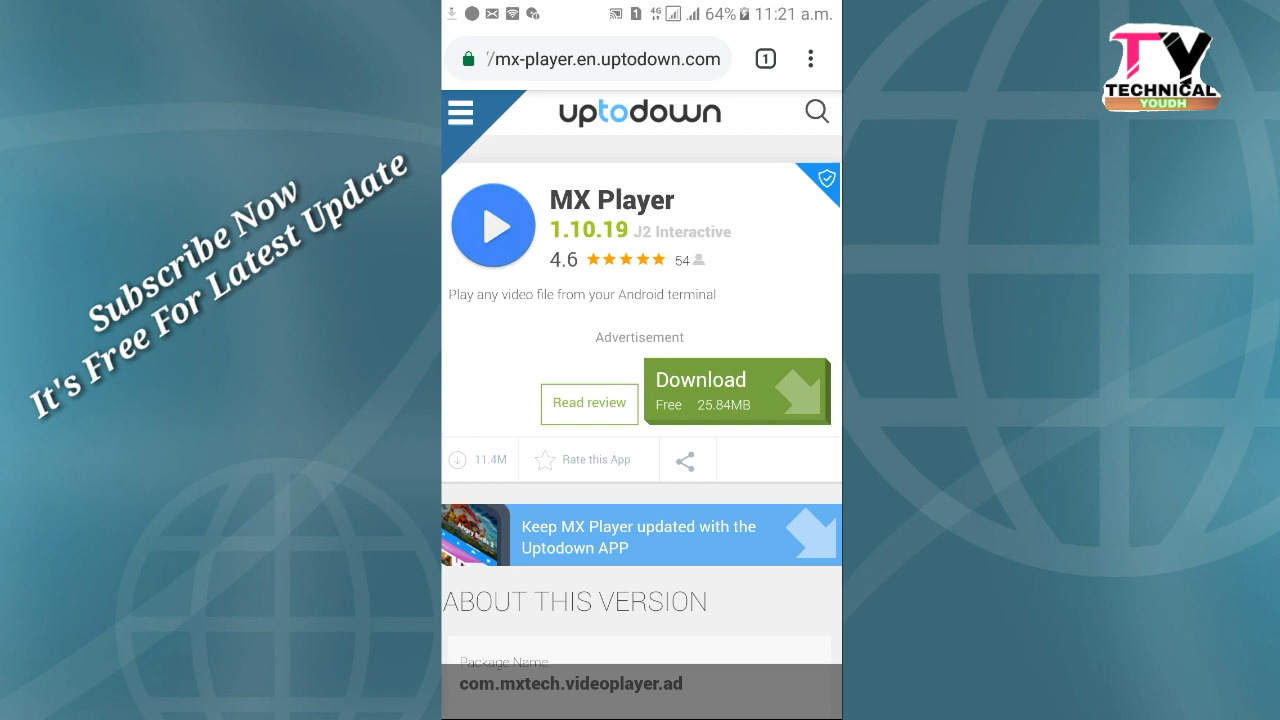 4G 64% 11:21 a.m.
//mx-player.en.uptodown.com 1
uptodown
TY
TECHNICAL
YOUDH
Subscribe Now
It's Free For Latest Update
MX Player
1.10.19 J2 Interactive
4.6 54
Play any video file from your Android terminal
Advertisement
Read review
Download
Free 25.84MB
11.4M Rate this App
Keep MX Player updated with the
Uptodown APP
ABOUT THIS VERSION
Package Name
com.mxtech.videoplayer.ad